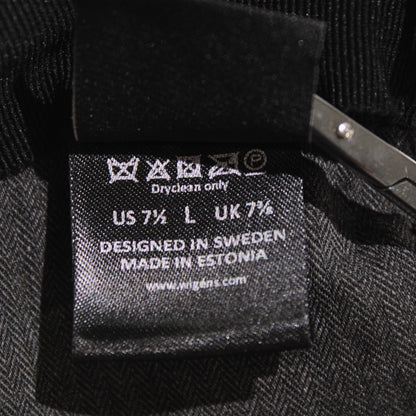 P
Dryclean only
US 7½ L UK 7⅜
DESIGNED IN SWEDEN
MADE IN ESTONIA
www.wigens.com